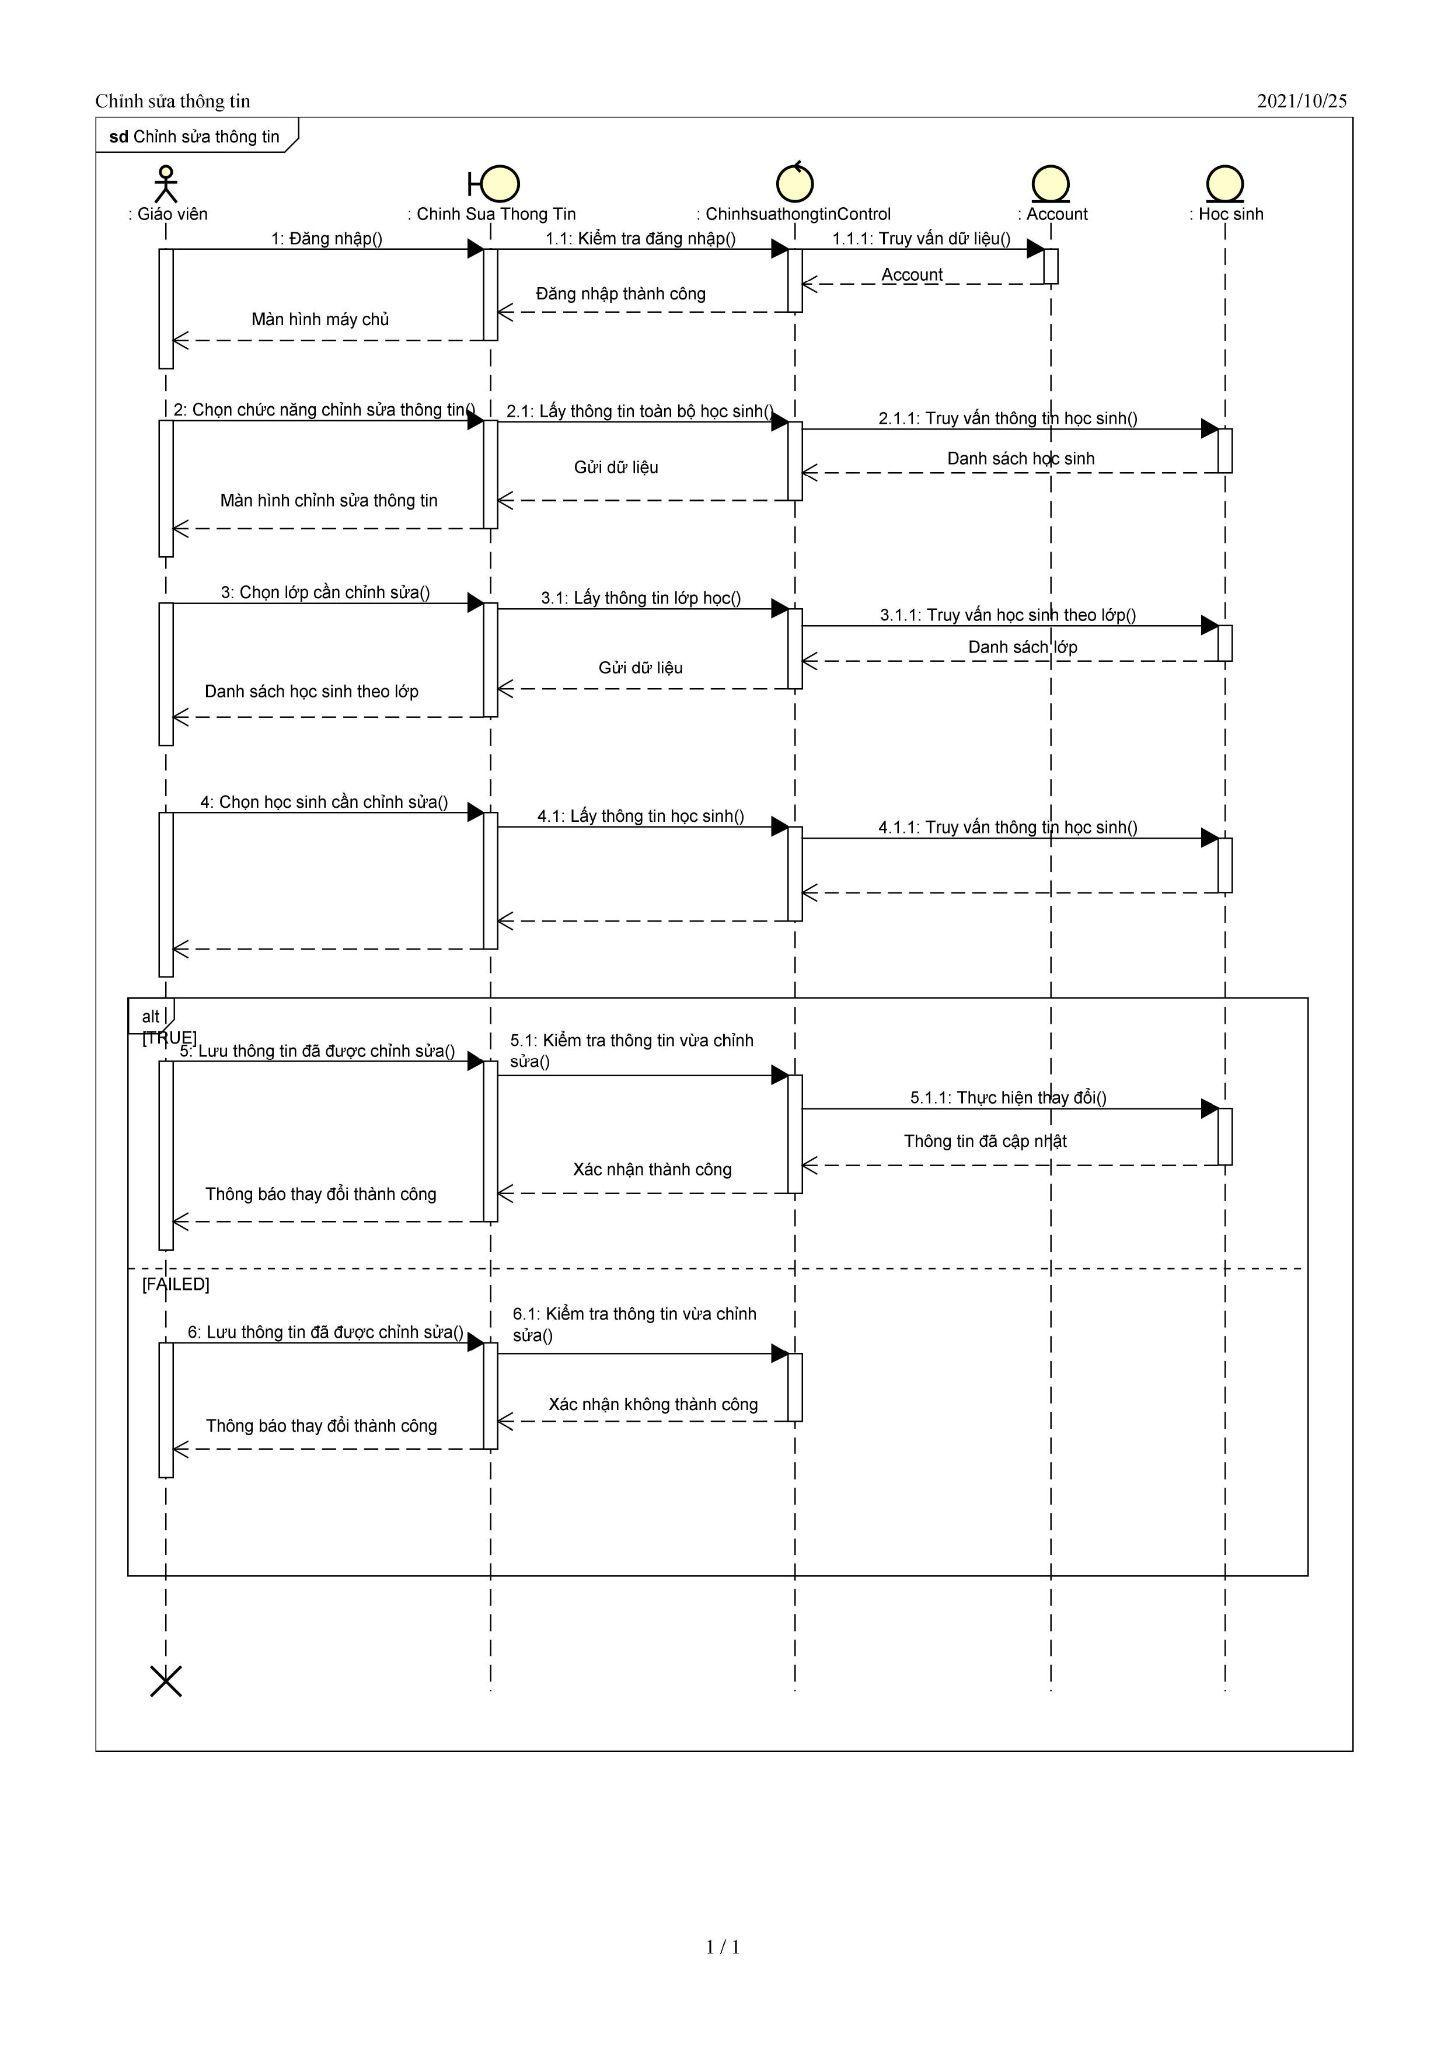 Chỉnh sửa thông tin
2021/10/25
sd Chỉnh sửa thông tin
: Giáo viên
: Chinh Sua Thong Tin
: ChinhsuathongtinControl
: Account
: Hoc sinh
1: Đăng nhập()
1.1: Kiểm tra đăng nhập()
1.1.1: Truy vấn dữ liệu()
Account
Đăng nhập thành công
Màn hình máy chủ
2: Chọn chức năng chỉnh sửa thông tin()
2.1: Lấy thông tin toàn bộ học sinh()
2.1.1: Truy vấn thông tin học sinh()
Danh sách học sinh
Gửi dữ liệu
Màn hình chỉnh sửa thông tin
3: Chọn lớp cần chỉnh sửa()
3.1: Lấy thông tin lớp học()
3.1.1: Truy vấn học sinh theo lớp()
Danh sách lớp
Gửi dữ liệu
Danh sách học sinh theo lớp
4: Chọn học sinh cần chỉnh sửa()
4.1: Lấy thông tin học sinh()
4.1.1: Truy vấn thông tin học sinh()
alt
[TRUE]
5: Lưu thông tin đã được chỉnh sửa()
5.1: Kiểm tra thông tin vừa chỉnh
sửa()
5.1.1: Thực hiện thay đổi()
Thông tin đã cập nhật
Xác nhận thành công
Thông báo thay đổi thành công
[FAILED]
6: Lưu thông tin đã được chỉnh sửa()
6.1: Kiểm tra thông tin vừa chỉnh
sửa()
Xác nhận không thành công
Thông báo thay đổi thành công
1 / 1